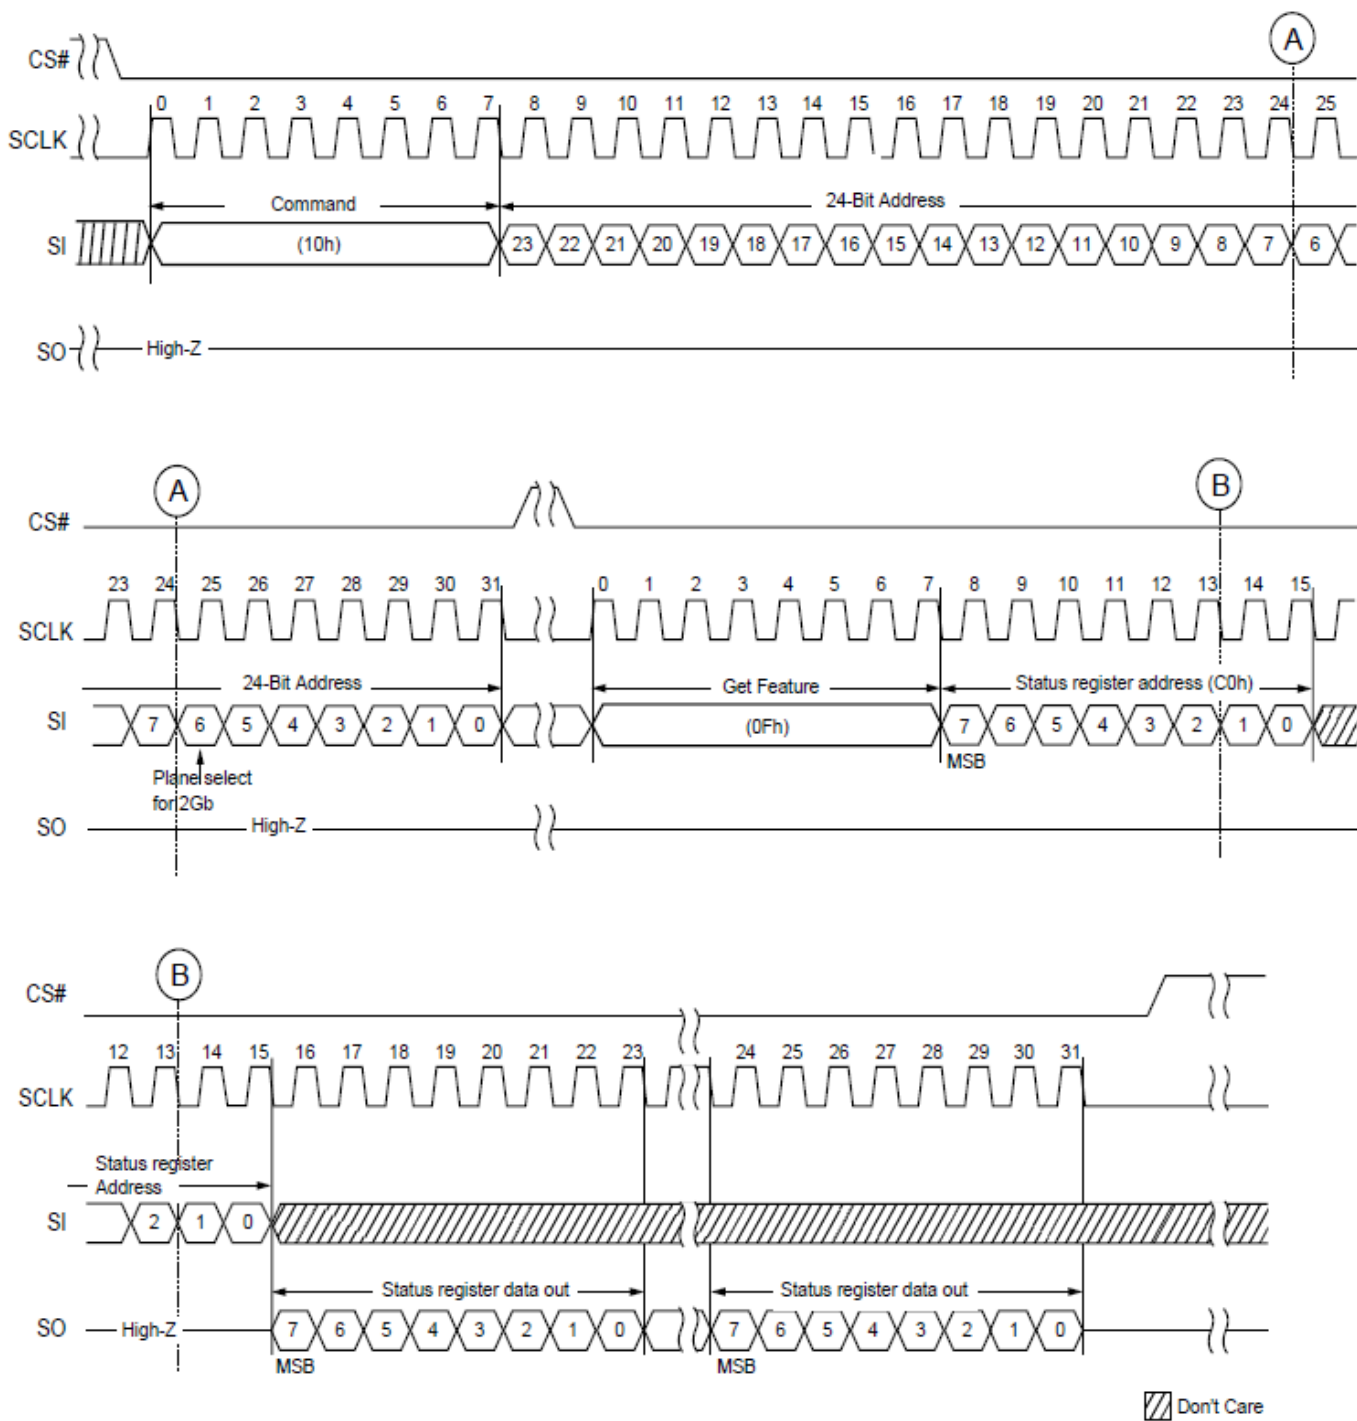 A
CS#
0 1 2 3 4 5 6 7 8 9 10 11 12 13 14 15 16 17 18 19 20 21 22 23 24 25
SCLK
Command 24-Bit Address
SI (10h) 23 22 21 20 19 18 17 16 15 14 13 12 11 10 9 8 7 6
SO High-Z
A B
CS#
23 24 25 26 27 28 29 30 31 0 1 2 3 4 5 6 7 8 9 10 11 12 13 14 15
SCLK
24-Bit Address Get Feature Status register address (C0h)
SI 7 6 5 4 3 2 1 0 (0Fh) 7 6 5 4 3 2 1 0
MSB
Plane select
for 2Gb
SO High-Z
B
CS#
12 13 14 15 16 17 18 19 20 21 22 23 24 25 26 27 28 29 30 31
SCLK
Status register
Address
SI 2 1 0
Status register data out Status register data out
SO High-Z 7 6 5 4 3 2 1 0 7 6 5 4 3 2 1 0
MSB MSB
Don't Care